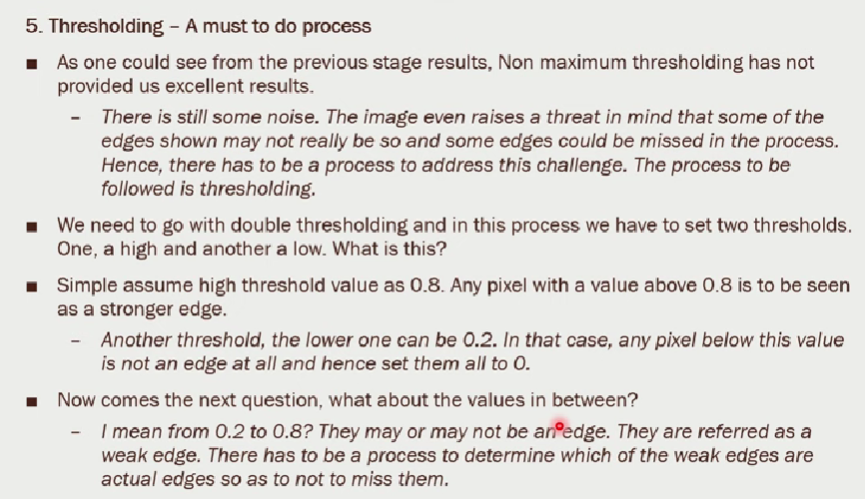 5. Thresholding – A must to do process
■ As one could see from the previous stage results, Non maximum thresholding has not
provided us excellent results.
– There is still some noise. The image even raises a threat in mind that some of the
edges shown may not really be so and some edges could be missed in the process.
Hence, there has to be a process to address this challenge. The process to be
followed is thresholding.
■ We need to go with double thresholding and in this process we have to set two thresholds.
One, a high and another a low. What is this?
■ Simple assume high threshold value as 0.8. Any pixel with a value above 0.8 is to be seen
as a stronger edge.
– Another threshold, the lower one can be 0.2. In that case, any pixel below this value
is not an edge at all and hence set them all to 0.
■ Now comes the next question, what about the values in between?
– I mean from 0.2 to 0.8? They may or may not be an edge. They are referred as a
weak edge. There has to be a process to determine which of the weak edges are
actual edges so as to not to miss them.